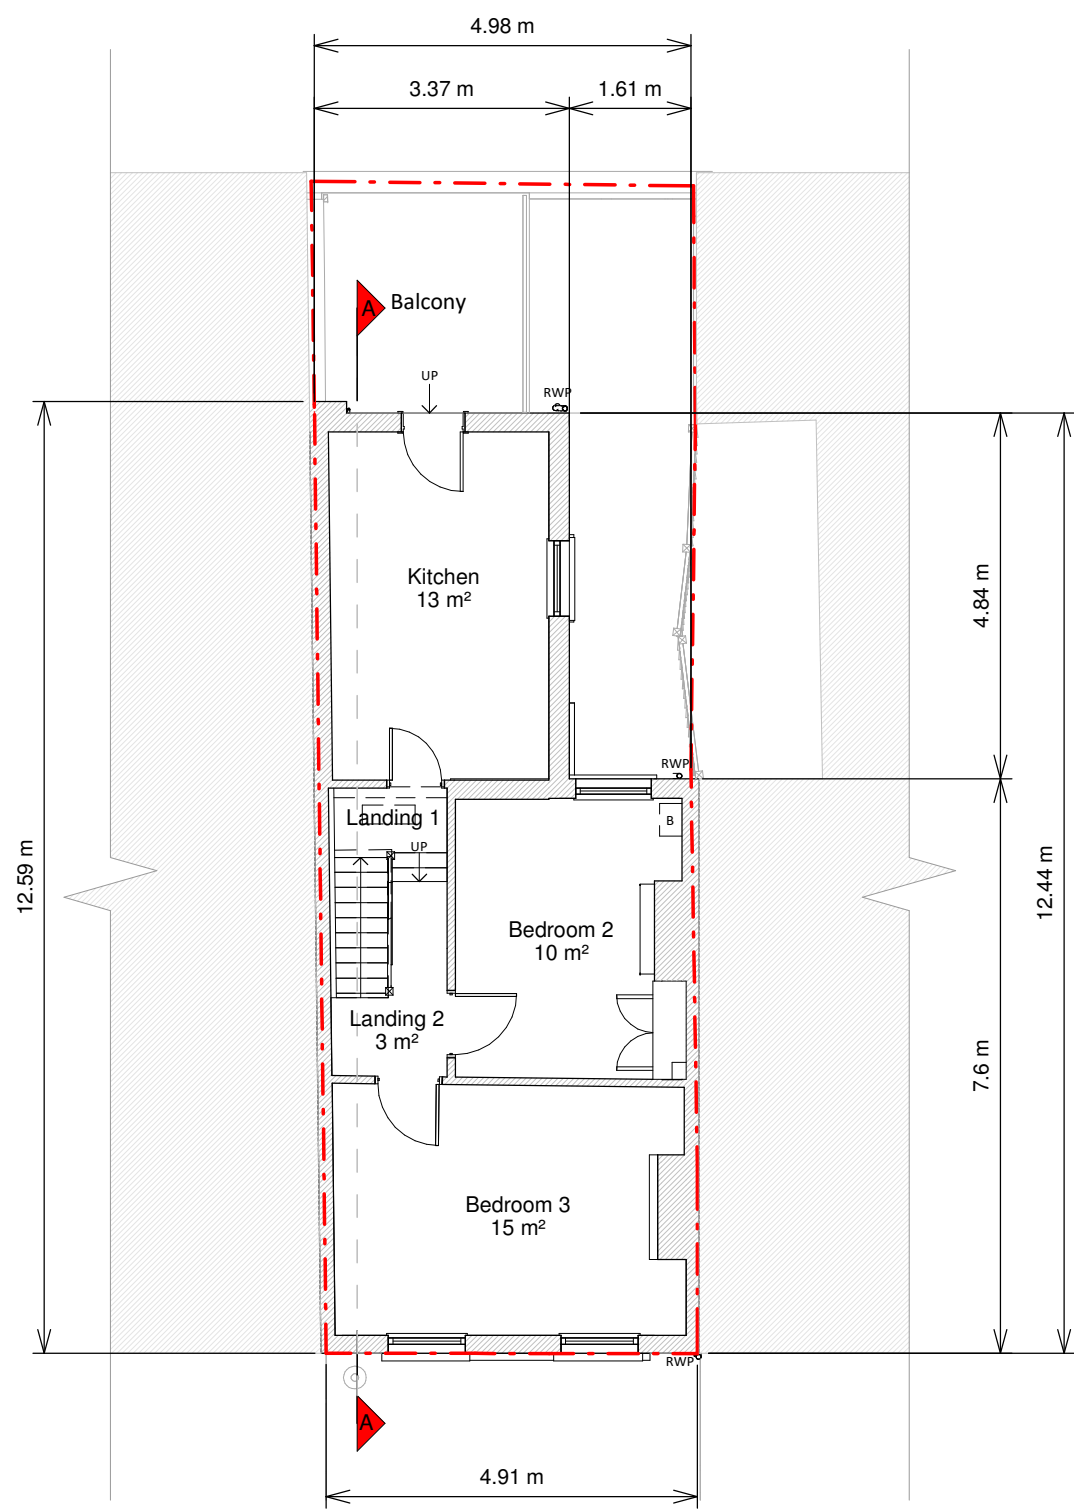 4.98 m
3.37 m
1.61 m
A
Balcony
UP
RWP
Kitchen
13 m²
4.84 m
RWP
Landing 1
B
UP
12.59 m
12.44 m
Bedroom 2
10 m²
Landing 2
3 m²
7.6 m
Bedroom 3
15 m²
RWP
A
4.91 m